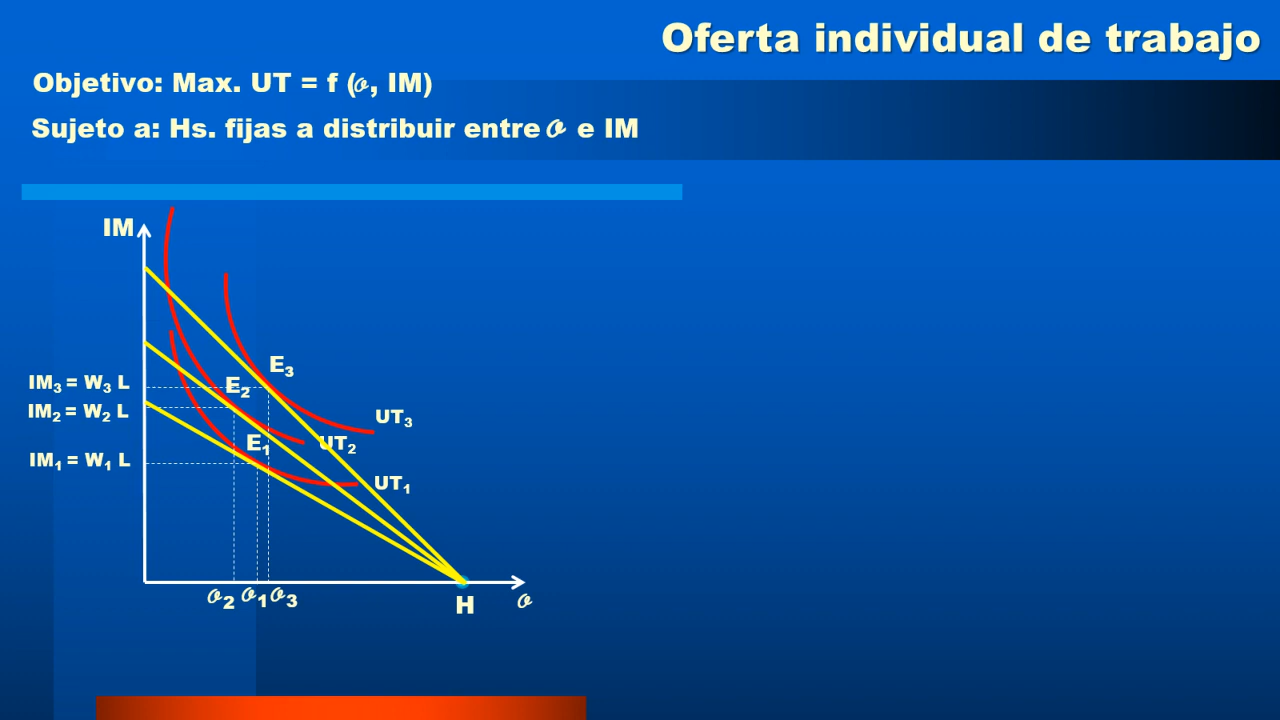 Oferta individual de trabajo
Objetivo: Max. UT = f (ℴ, IM)
Sujeto a: Hs. fijas a distribuir entre ℴ e IM
IM
E₃
IM₃ = W₃ L
E₂
IM₂ = W₂ L
UT₃
E₁
UT₂
IM₁ = W₁ L
UT₁
ℴ₂ ℴ₁ ℴ₃
H
ℴ